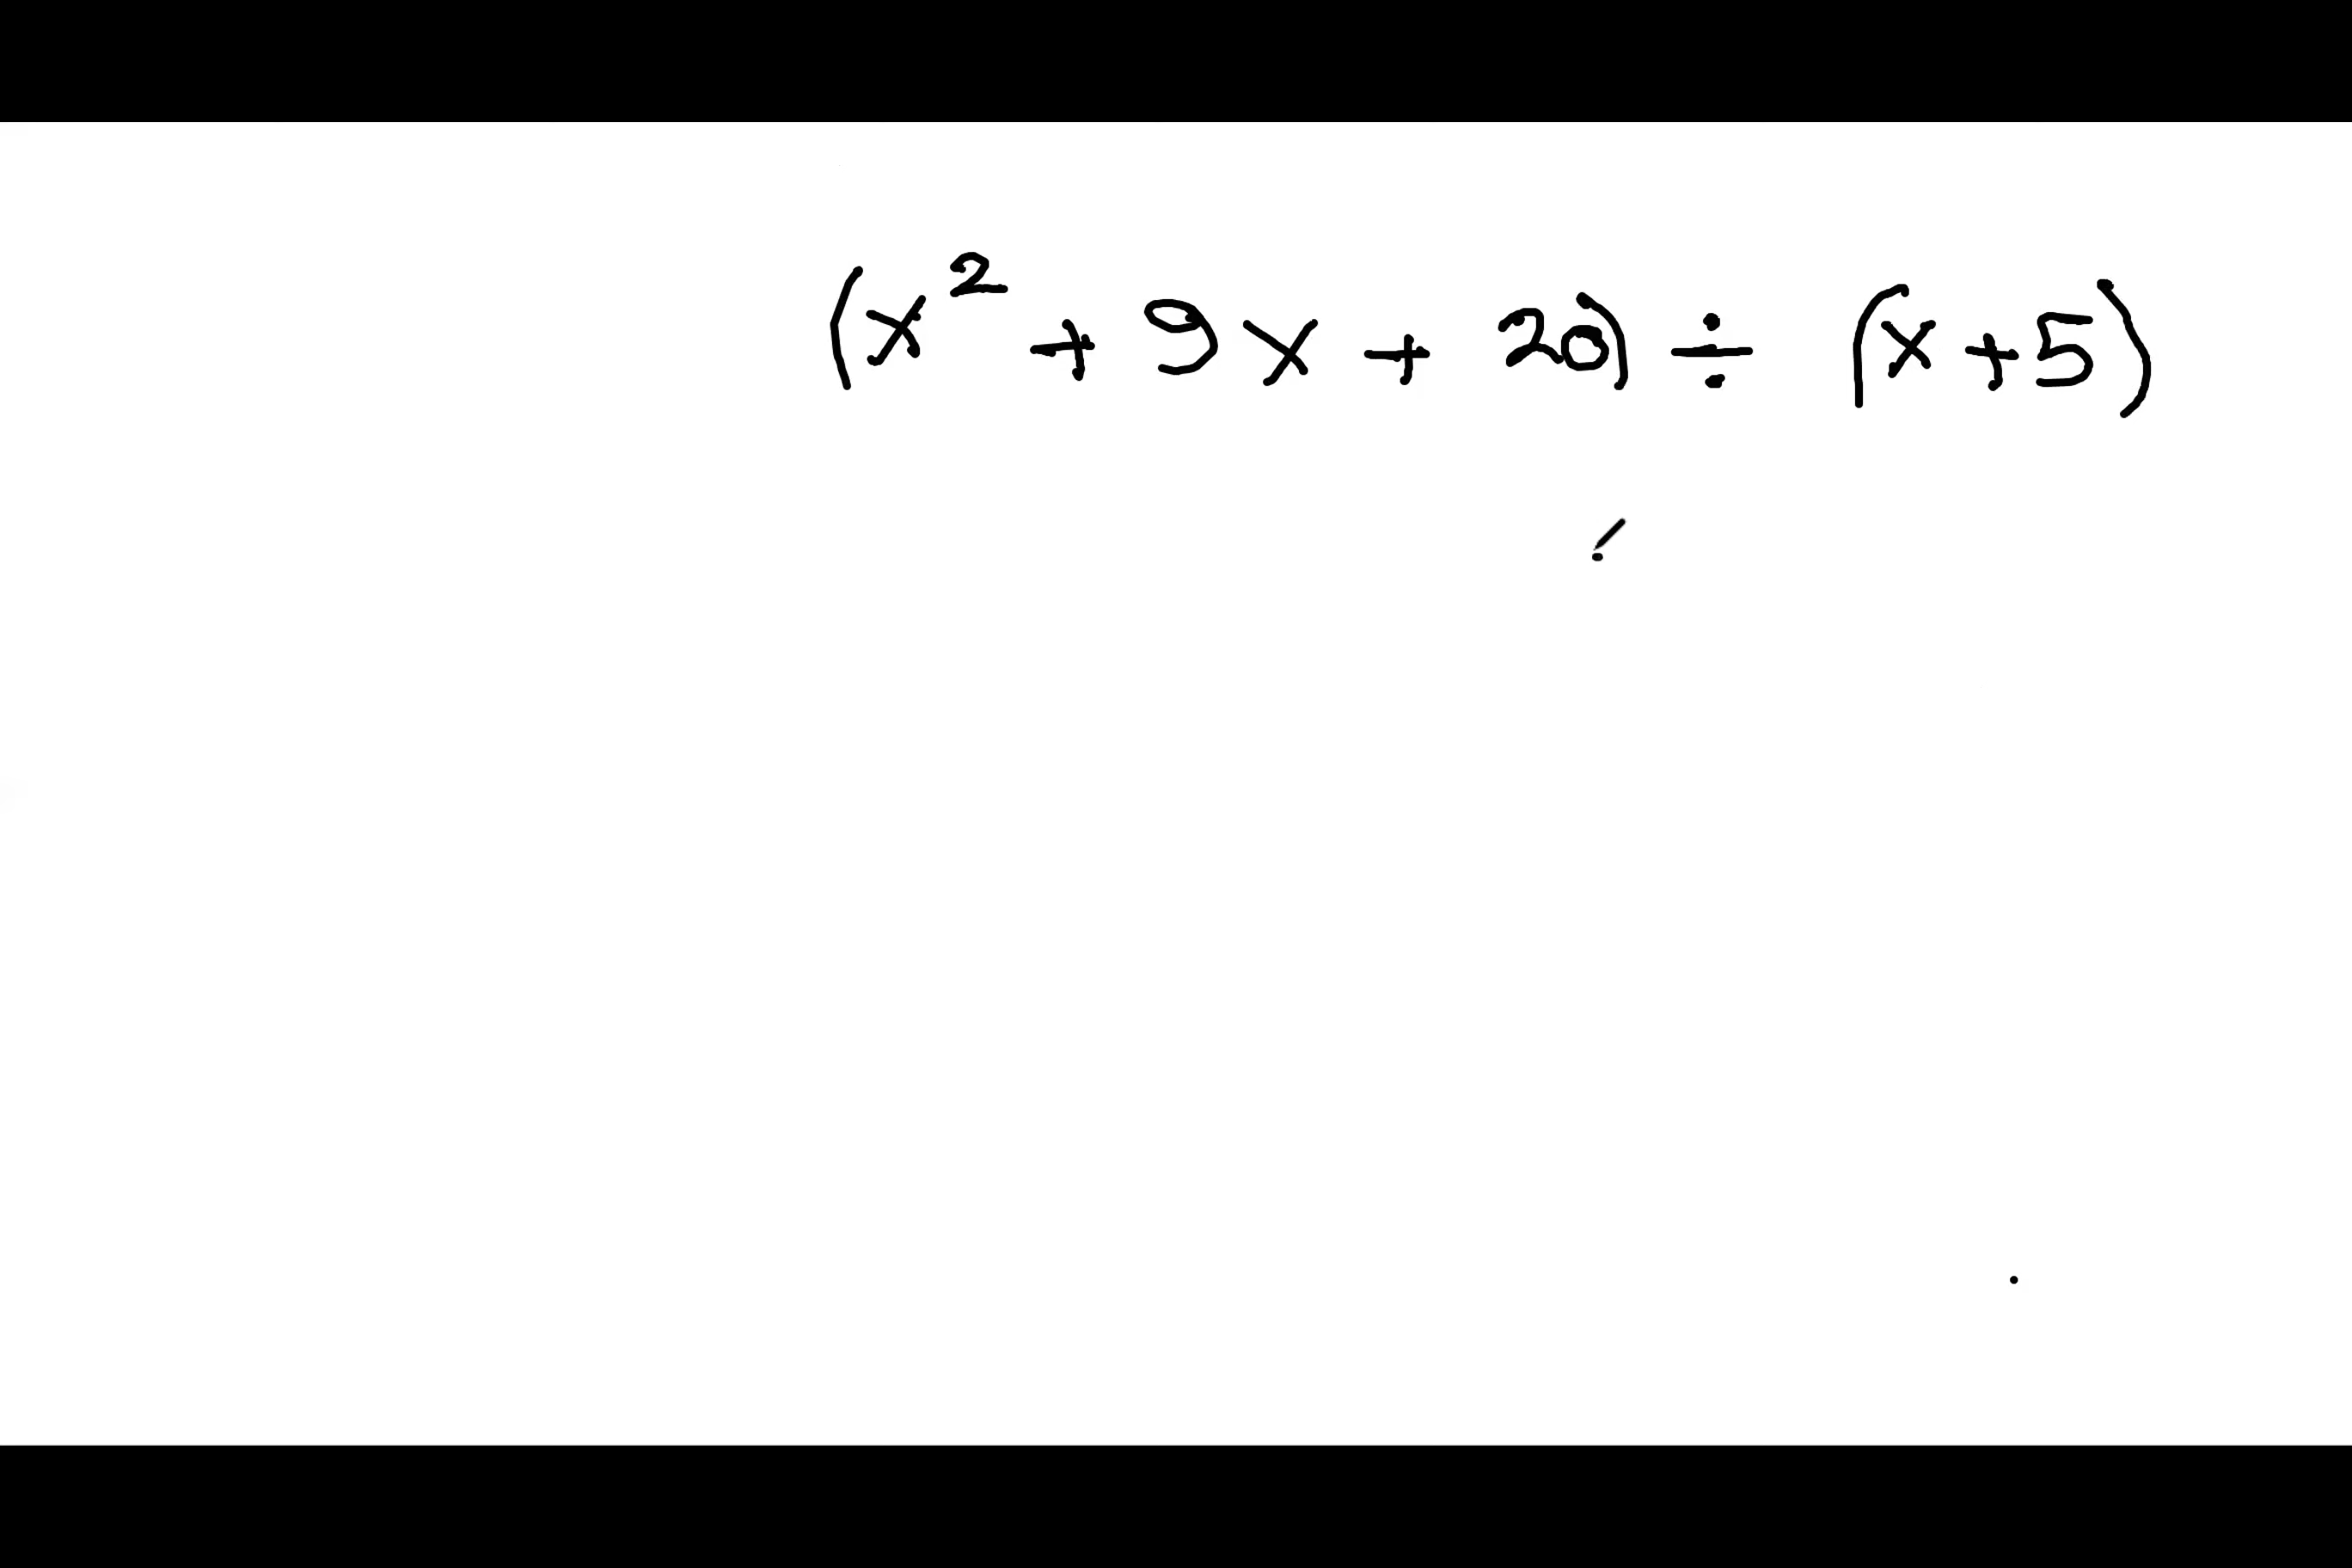 (x² + 9x + 20) ÷ (x + 5)